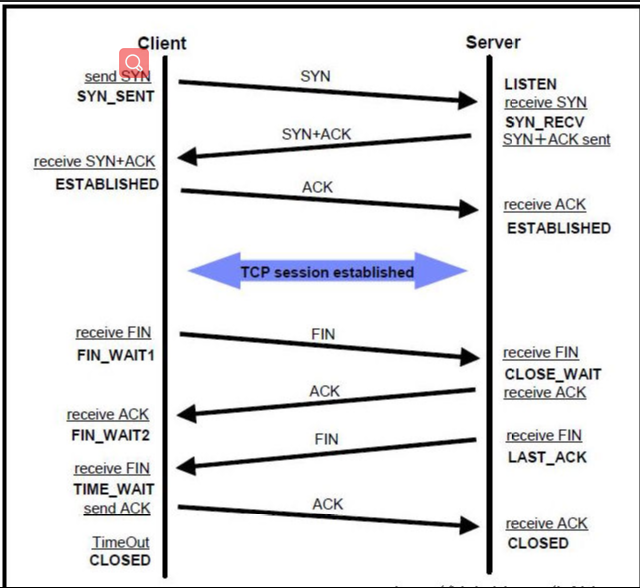 Client
Server
send SYN
SYN
LISTEN
SYN_SENT
receive SYN
SYN_RECV
SYN+ACK
SYN+ACK sent
receive SYN+ACK
ESTABLISHED
ACK
receive ACK
ESTABLISHED
TCP session established
receive FIN
FIN
FIN_WAIT1
receive FIN
CLOSE_WAIT
ACK
receive ACK
receive ACK
FIN_WAIT2
FIN
receive FIN
LAST_ACK
receive FIN
TIME_WAIT
send ACK
ACK
receive ACK
CLOSED
TimeOut
CLOSED